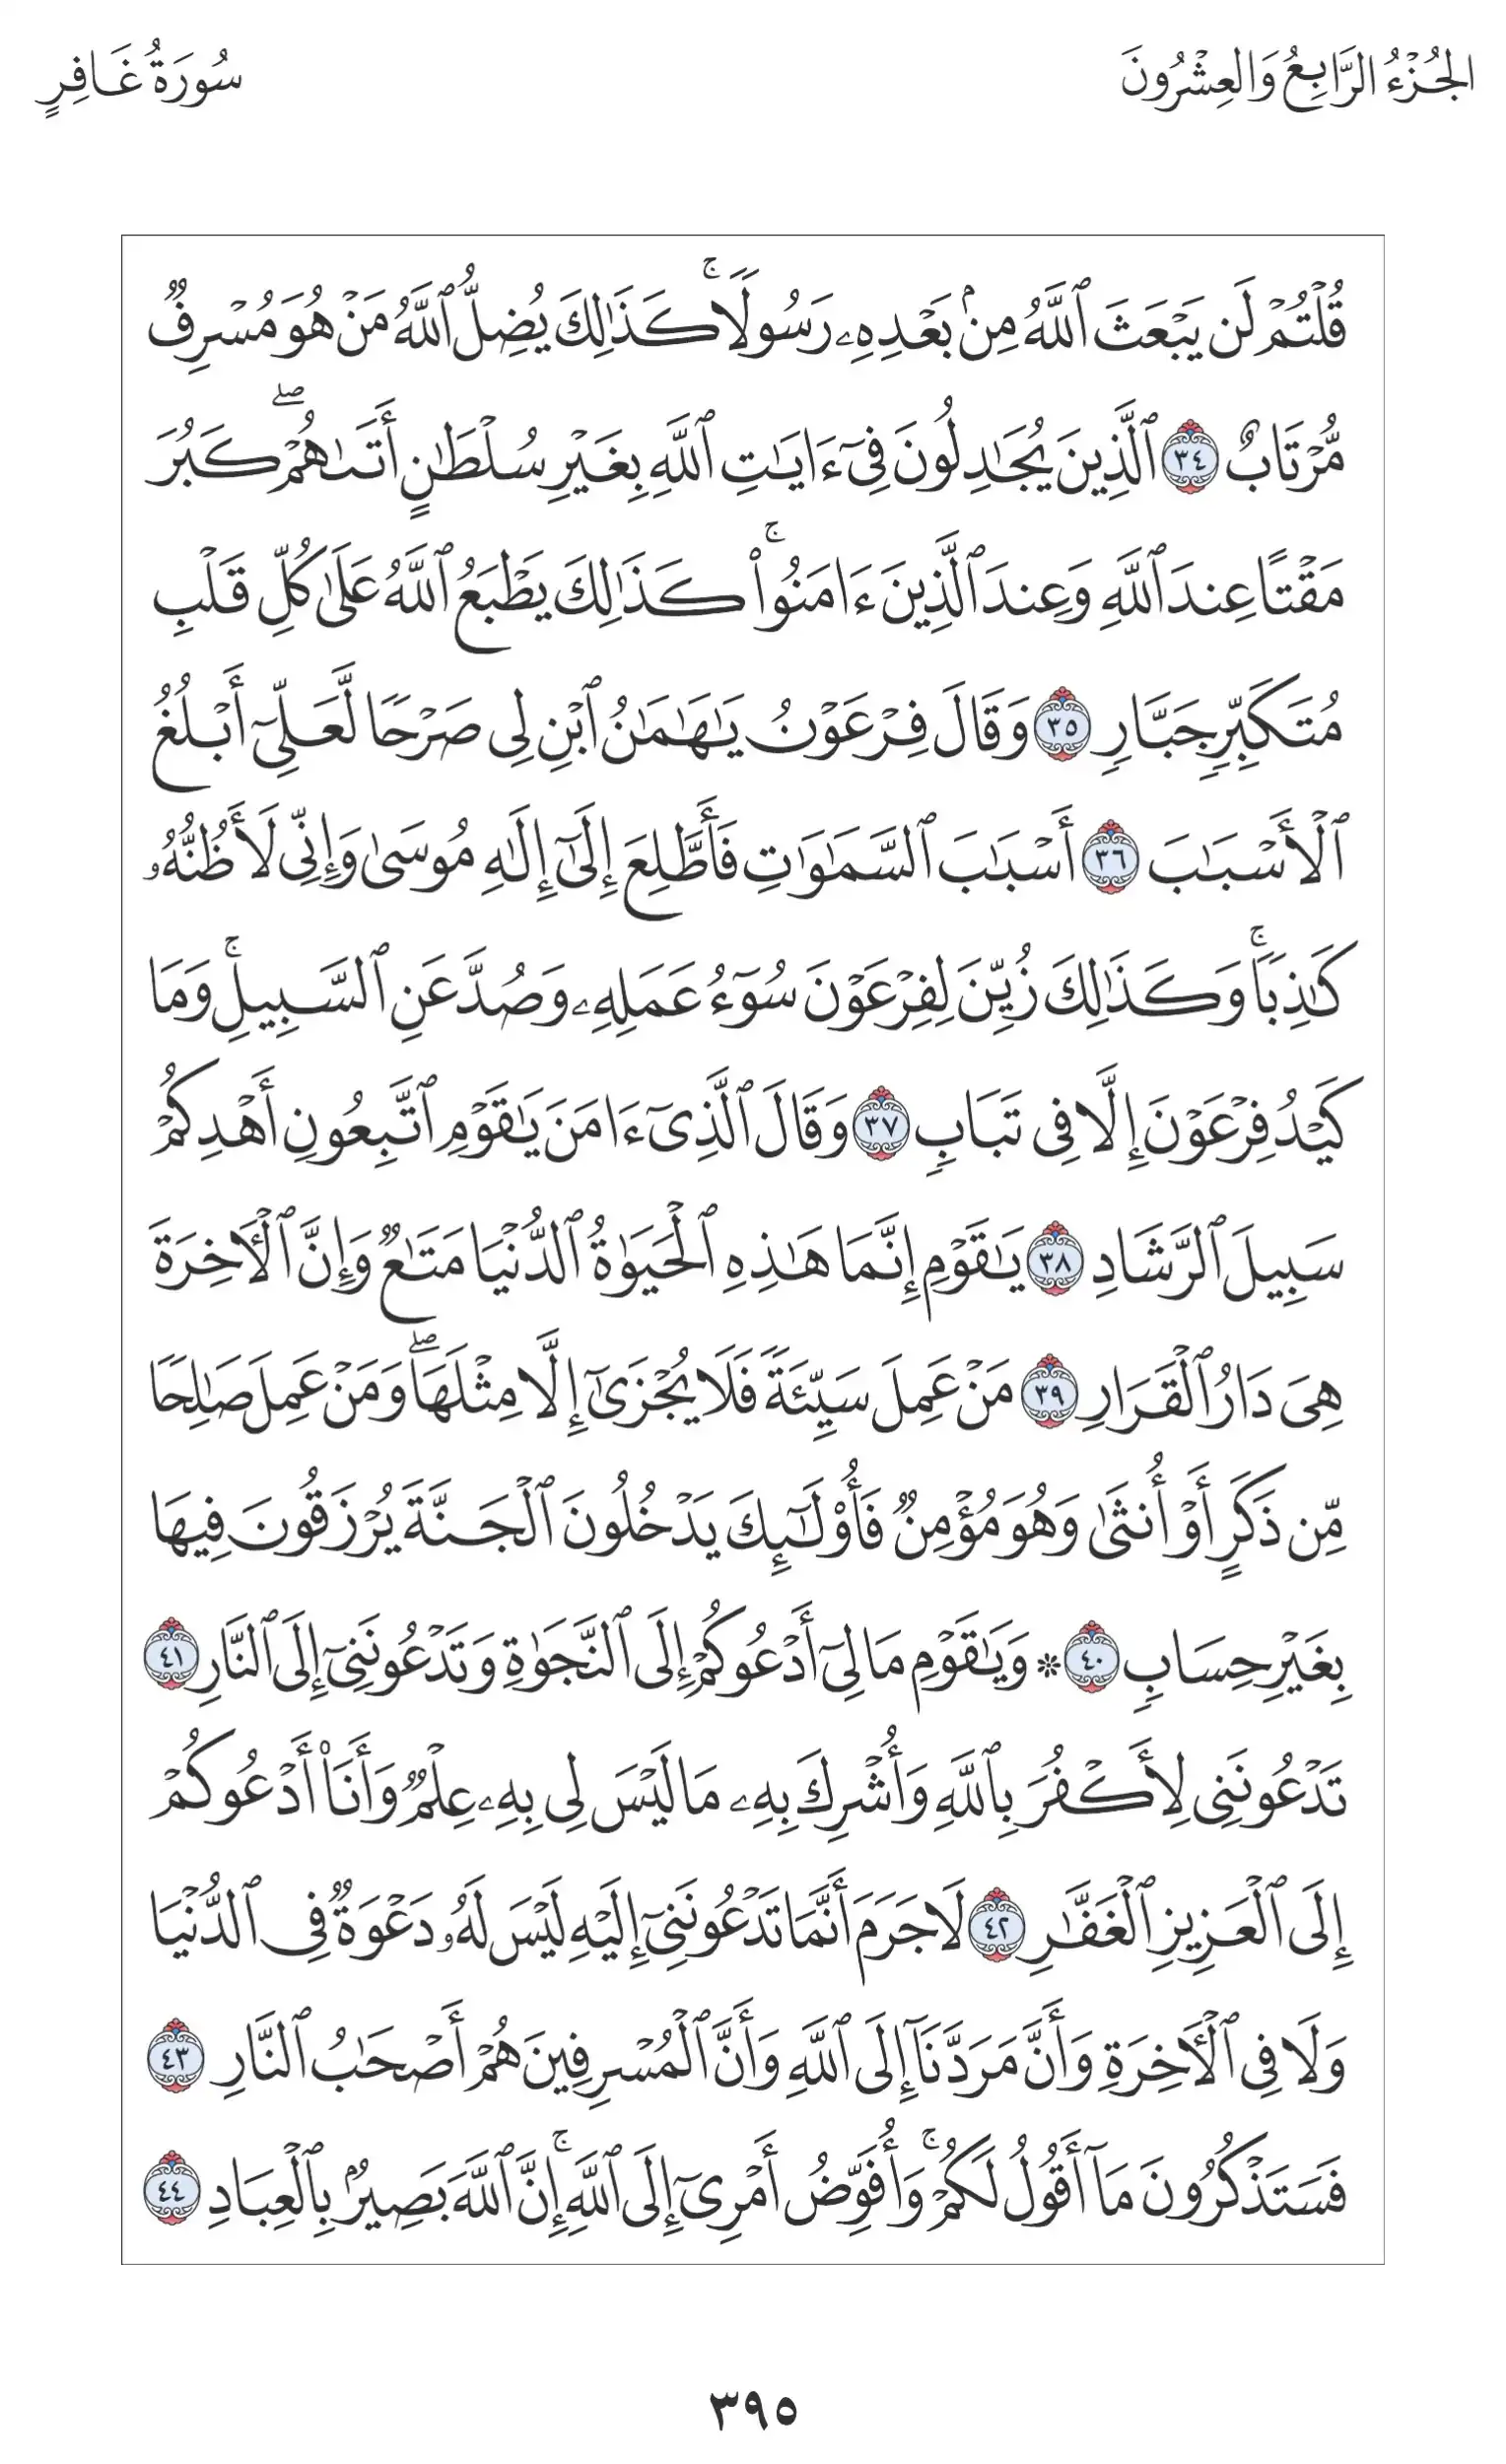 الجُزْءُ الرَّابِعُ وَالعِشْرُونَ
سُورَةُ غَافِرٍ
قُلْتُمْ لَن يَبْعَثَ ٱللَّهُ مِنۢ بَعْدِهِۦ رَسُولًا ۚ كَذَٰلِكَ يُضِلُّ ٱللَّهُ مَنْ هُوَ مُسْرِفٌ
مُّرْتَابٌ ٣٤ ٱلَّذِينَ يُجَٰدِلُونَ فِىٓ ءَايَٰتِ ٱللَّهِ بِغَيْرِ سُلْطَٰنٍ أَتَىٰهُمْ ۖ كَبُرَ
مَقْتًا عِندَ ٱللَّهِ وَعِندَ ٱلَّذِينَ ءَامَنُوا۟ ۚ كَذَٰلِكَ يَطْبَعُ ٱللَّهُ عَلَىٰ كُلِّ قَلْبِ
مُتَكَبِّرٍ جَبَّارٍ ٣٥ وَقَالَ فِرْعَوْنُ يَٰهَٰمَٰنُ ٱبْنِ لِى صَرْحًا لَّعَلِّىٓ أَبْلُغُ
ٱلْأَسْبَٰبَ ٣٦ أَسْبَٰبَ ٱلسَّمَٰوَٰتِ فَأَطَّلِعَ إِلَىٰٓ إِلَٰهِ مُوسَىٰ وَإِنِّى لَأَظُنُّهُۥ
كَٰذِبًا ۚ وَكَذَٰلِكَ زُيِّنَ لِفِرْعَوْنَ سُوٓءُ عَمَلِهِۦ وَصُدَّ عَنِ ٱلسَّبِيلِ ۚ وَمَا
كَيْدُ فِرْعَوْنَ إِلَّا فِى تَبَابٍ ٣٧ وَقَالَ ٱلَّذِىٓ ءَامَنَ يَٰقَوْمِ ٱتَّبِعُونِ أَهْدِكُمْ
سَبِيلَ ٱلرَّشَادِ ٣٨ يَٰقَوْمِ إِنَّمَا هَٰذِهِ ٱلْحَيَوٰةُ ٱلدُّنْيَا مَتَٰعٌ وَإِنَّ ٱلْءَاخِرَةَ
هِىَ دَارُ ٱلْقَرَارِ ٣٩ مَنْ عَمِلَ سَيِّئَةً فَلَا يُجْزَىٰٓ إِلَّا مِثْلَهَا ۖ وَمَنْ عَمِلَ صَٰلِحًا
مِّن ذَكَرٍ أَوْ أُنثَىٰ وَهُوَ مُؤْمِنٌ فَأُو۟لَٰٓئِكَ يَدْخُلُونَ ٱلْجَنَّةَ يُرْزَقُونَ فِيهَا
بِغَيْرِ حِسَابٍ ٤٠ * وَيَٰقَوْمِ مَا لِىٓ أَدْعُوكُمْ إِلَى ٱلنَّجَوٰةِ وَتَدْعُونَنِىٓ إِلَى ٱلنَّارِ ٤١
تَدْعُونَنِى لِأَكْفُرَ بِٱللَّهِ وَأُشْرِكَ بِهِۦ مَا لَيْسَ لِى بِهِۦ عِلْمٌ وَأَنَا۠ أَدْعُوكُمْ
إِلَى ٱلْعَزِيزِ ٱلْغَفَّٰرِ ٤٢ لَا جَرَمَ أَنَّمَا تَدْعُونَنِىٓ إِلَيْهِ لَيْسَ لَهُۥ دَعْوَةٌ فِى ٱلدُّنْيَا
وَلَا فِى ٱلْءَاخِرَةِ وَأَنَّ مَرَدَّنَآ إِلَى ٱللَّهِ وَأَنَّ ٱلْمُسْرِفِينَ هُمْ أَصْحَٰبُ ٱلنَّارِ ٤٣
فَسَتَذْكُرُونَ مَآ أَقُولُ لَكُمْ ۚ وَأُفَوِّضُ أَمْرِىٓ إِلَى ٱللَّهِ ۚ إِنَّ ٱللَّهَ بَصِيرٌۢ بِٱلْعِبَادِ ٤٤
٣٩٥